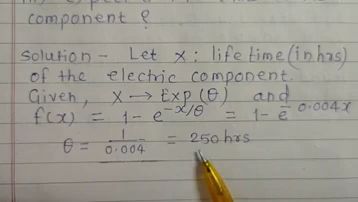 component ?
Solution - Let X : life time (in hrs)
of the electric component.
Given, X → Exp (θ) and
f(x) = 1 - e^{-x/θ} = 1 - e^{-0.004x}
θ = 1/0.004 = 250 hrs